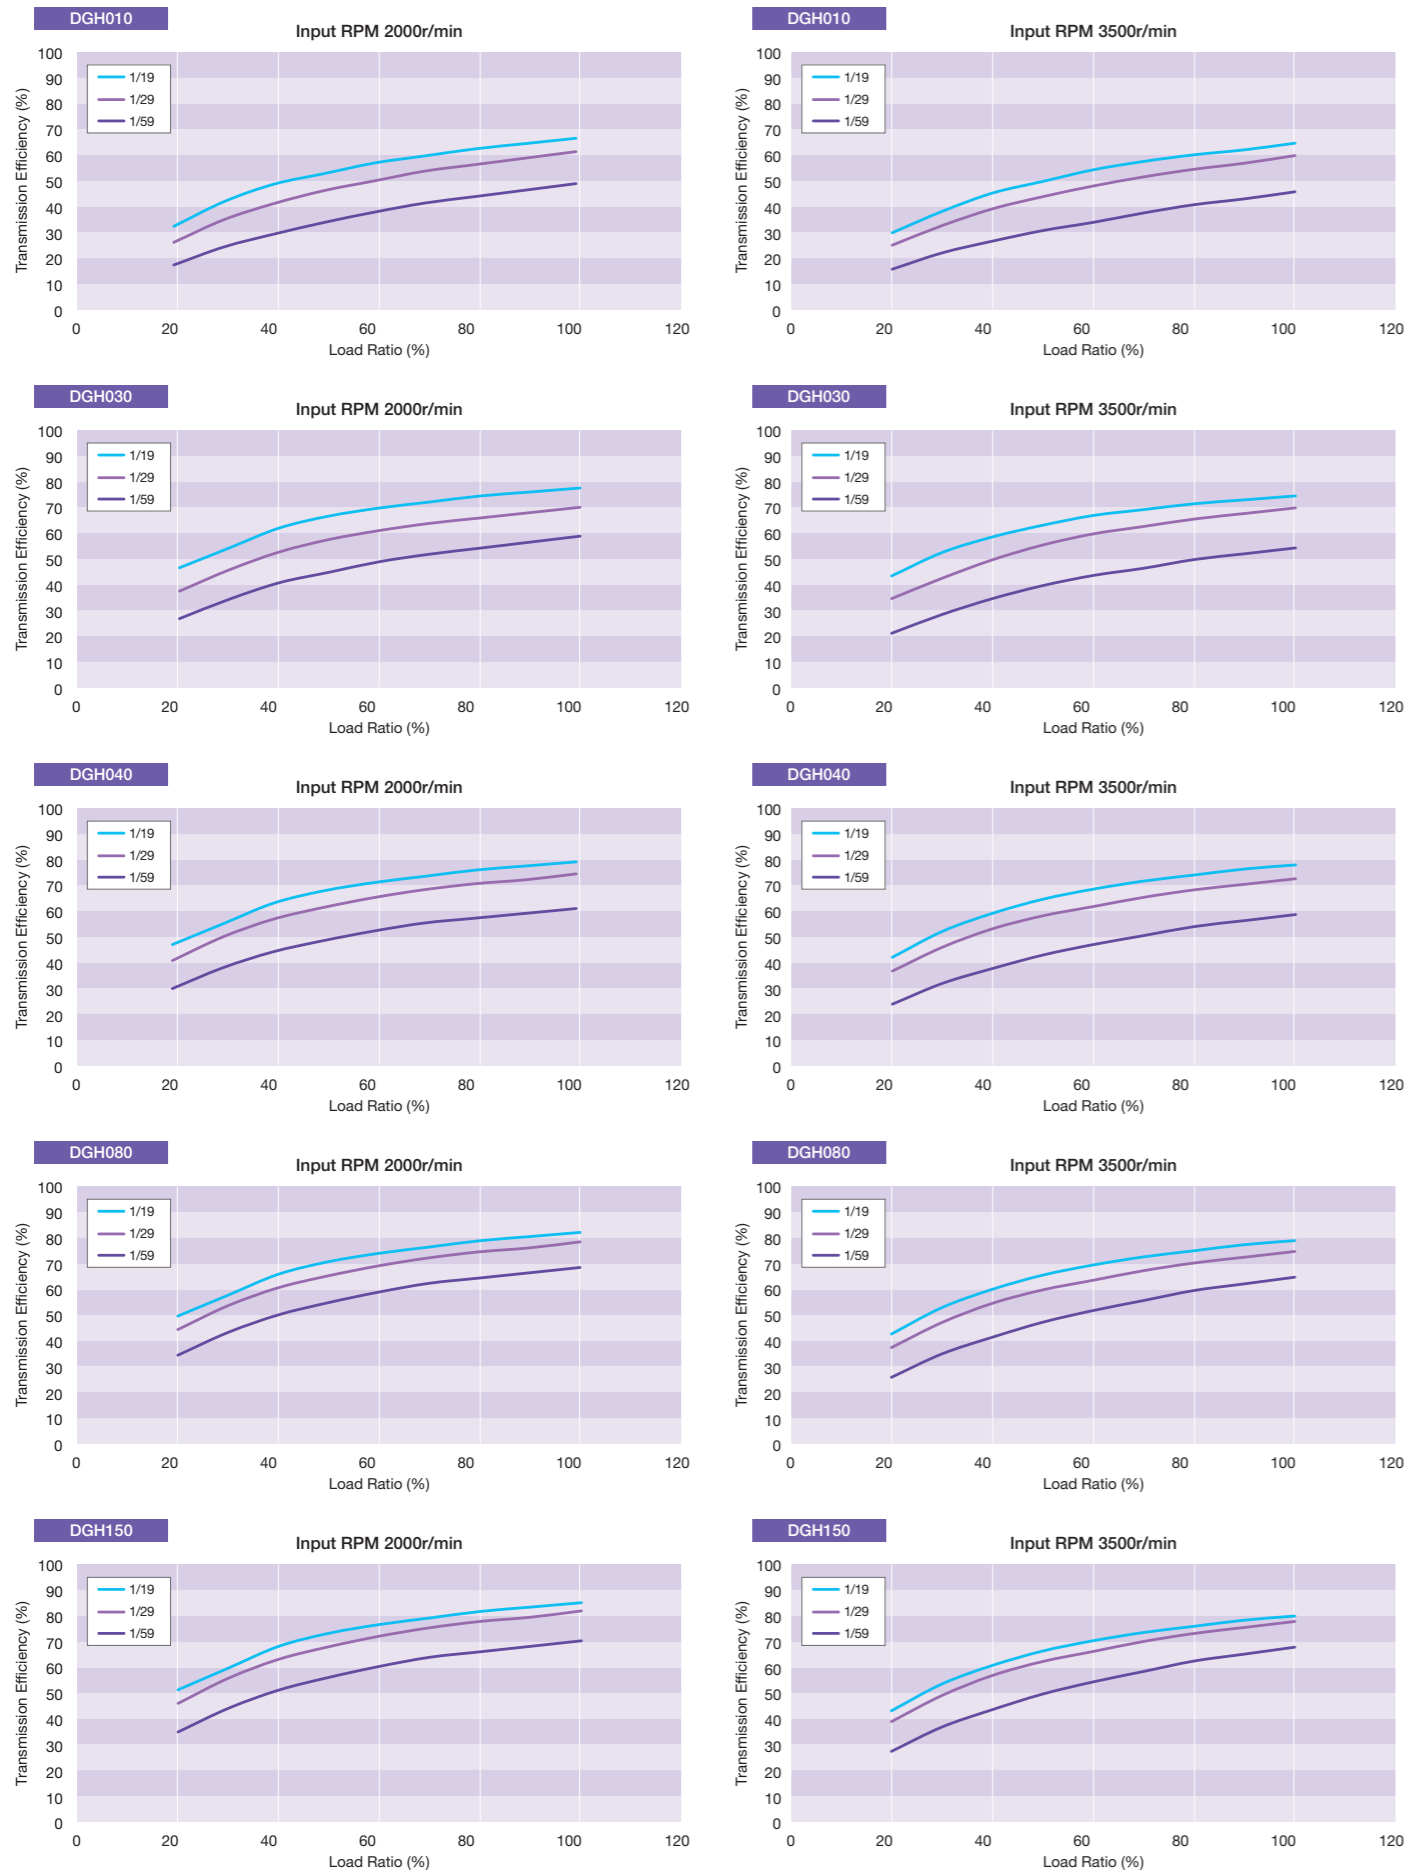 DGH010
Input RPM 2000r/min
Transmission Efficiency (%)
100
90
80
70
60
50
40
30
20
10
0
1/19
1/29
1/59
0 20 40 60 80 100 120
Load Ratio (%)
DGH010
Input RPM 3500r/min
Transmission Efficiency (%)
100
90
80
70
60
50
40
30
20
10
0
1/19
1/29
1/59
0 20 40 60 80 100 120
Load Ratio (%)
DGH030
Input RPM 2000r/min
Transmission Efficiency (%)
100
90
80
70
60
50
40
30
20
10
0
1/19
1/29
1/59
0 20 40 60 80 100 120
Load Ratio (%)
DGH030
Input RPM 3500r/min
Transmission Efficiency (%)
100
90
80
70
60
50
40
30
20
10
0
1/19
1/29
1/59
0 20 40 60 80 100 120
Load Ratio (%)
DGH040
Input RPM 2000r/min
Transmission Efficiency (%)
100
90
80
70
60
50
40
30
20
10
0
1/19
1/29
1/59
0 20 40 60 80 100 120
Load Ratio (%)
DGH040
Input RPM 3500r/min
Transmission Efficiency (%)
100
90
80
70
60
50
40
30
20
10
0
1/19
1/29
1/59
0 20 40 60 80 100 120
Load Ratio (%)
DGH080
Input RPM 2000r/min
Transmission Efficiency (%)
100
90
80
70
60
50
40
30
20
10
0
1/19
1/29
1/59
0 20 40 60 80 100 120
Load Ratio (%)
DGH080
Input RPM 3500r/min
Transmission Efficiency (%)
100
90
80
70
60
50
40
30
20
10
0
1/19
1/29
1/59
0 20 40 60 80 100 120
Load Ratio (%)
DGH150
Input RPM 2000r/min
Transmission Efficiency (%)
100
90
80
70
60
50
40
30
20
10
0
1/19
1/29
1/59
0 20 40 60 80 100 120
Load Ratio (%)
DGH150
Input RPM 3500r/min
Transmission Efficiency (%)
100
90
80
70
60
50
40
30
20
10
0
1/19
1/29
1/59
0 20 40 60 80 100 120
Load Ratio (%)